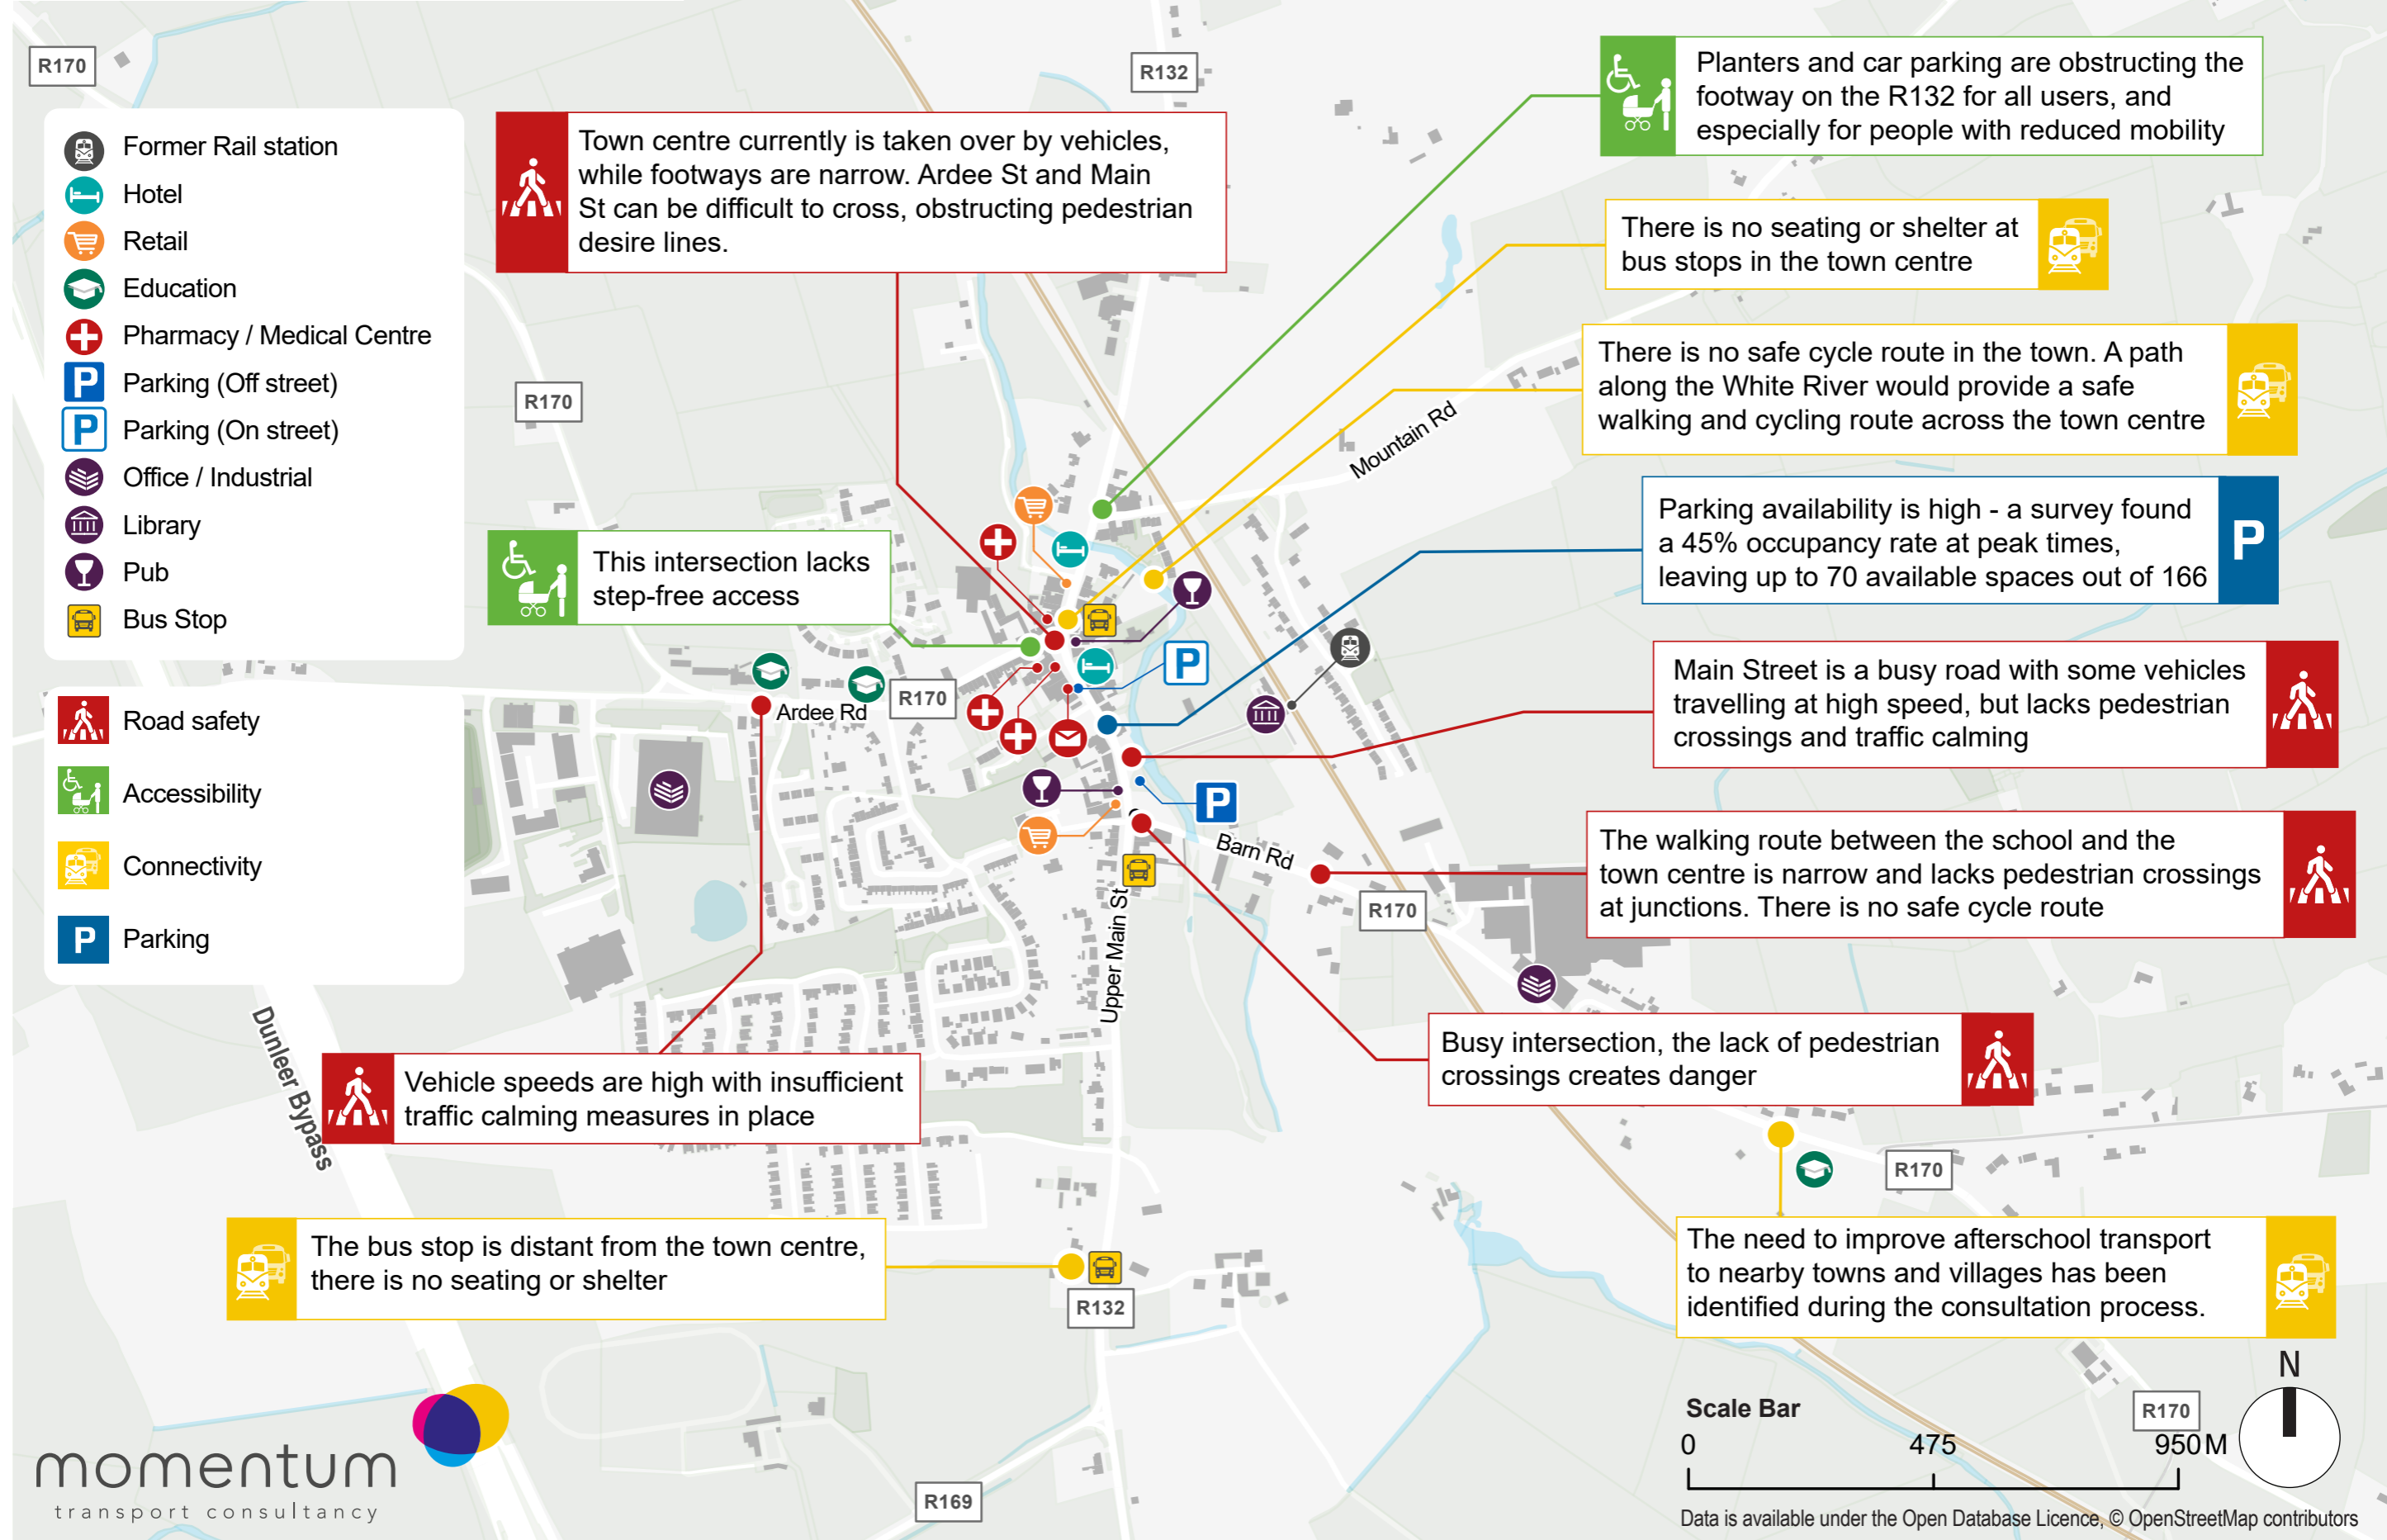 R170
R132
Former Rail station
Hotel
Retail
Education
Pharmacy / Medical Centre
P
Parking (Off street)
P
Parking (On street)
Office / Industrial
Library
Pub
Bus Stop
Road safety
Accessibility
Connectivity
P
Parking
Town centre currently is taken over by vehicles,
while footways are narrow. Ardee St and Main
St can be difficult to cross, obstructing pedestrian
desire lines.
Planters and car parking are obstructing the
footway on the R132 for all users, and
especially for people with reduced mobility
There is no seating or shelter at
bus stops in the town centre
There is no safe cycle route in the town. A path
along the White River would provide a safe
walking and cycling route across the town centre
R170
Mountain Rd
Parking availability is high - a survey found
a 45% occupancy rate at peak times,
leaving up to 70 available spaces out of 166
P
This intersection lacks
step-free access
P
R170
Ardee Rd
Main Street is a busy road with some vehicles
travelling at high speed, but lacks pedestrian
crossings and traffic calming
P
Barn Rd
The walking route between the school and the
town centre is narrow and lacks pedestrian crossings
at junctions. There is no safe cycle route
R170
Upper Main St
Dunleer Bypass
Busy intersection, the lack of pedestrian
crossings creates danger
Vehicle speeds are high with insufficient
traffic calming measures in place
R170
The bus stop is distant from the town centre,
there is no seating or shelter
R132
The need to improve afterschool transport
to nearby towns and villages has been
identified during the consultation process.
N
Scale Bar
0 475 950 M
R170
R169
momentum
transport consultancy
Data is available under the Open Database Licence, © OpenStreetMap contributors